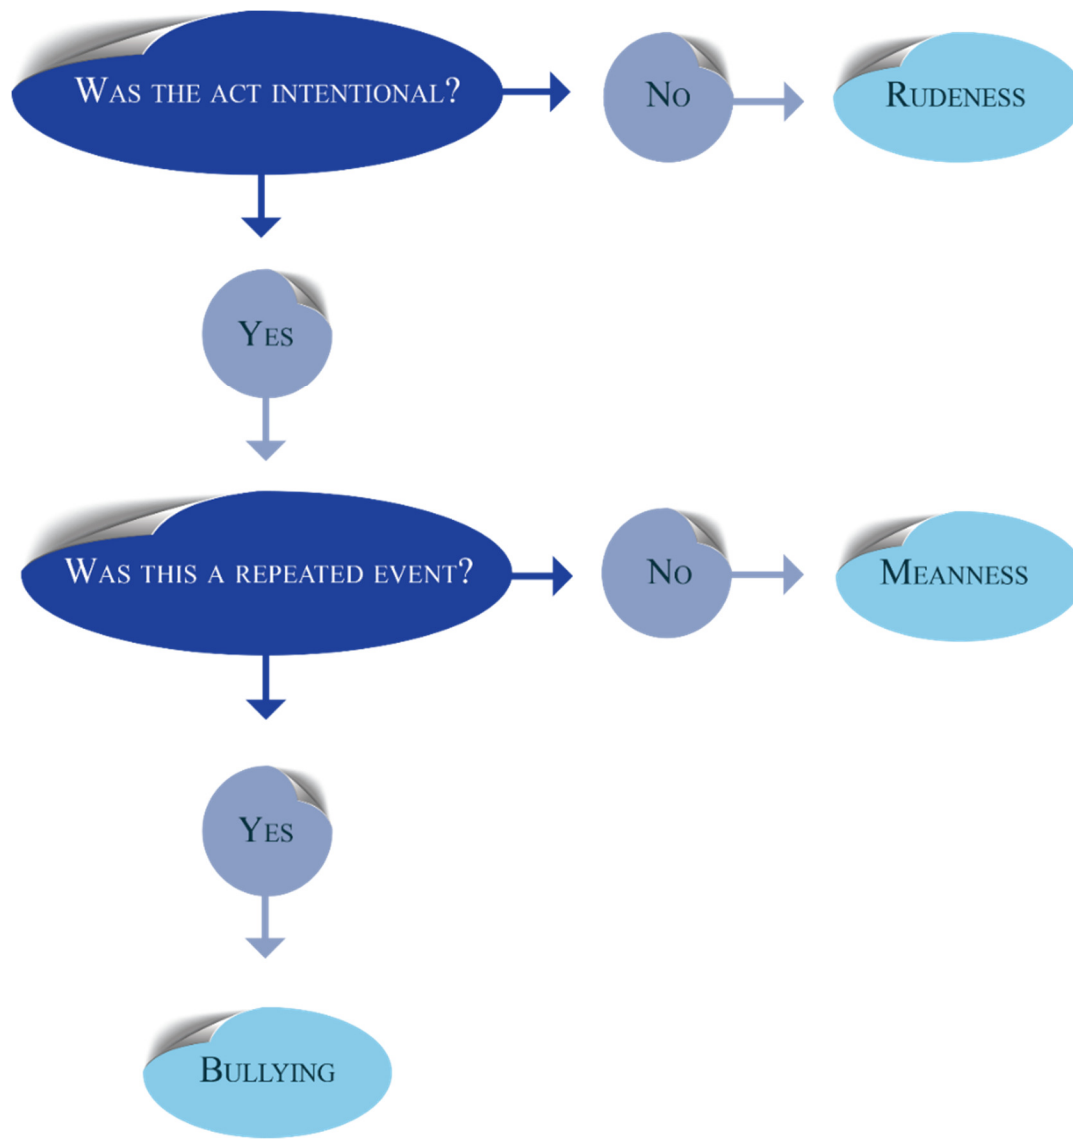 WAS THE ACT INTENTIONAL?
NO
RUDENESS
YES
WAS THIS A REPEATED EVENT?
NO
MEANNESS
YES
BULLYING